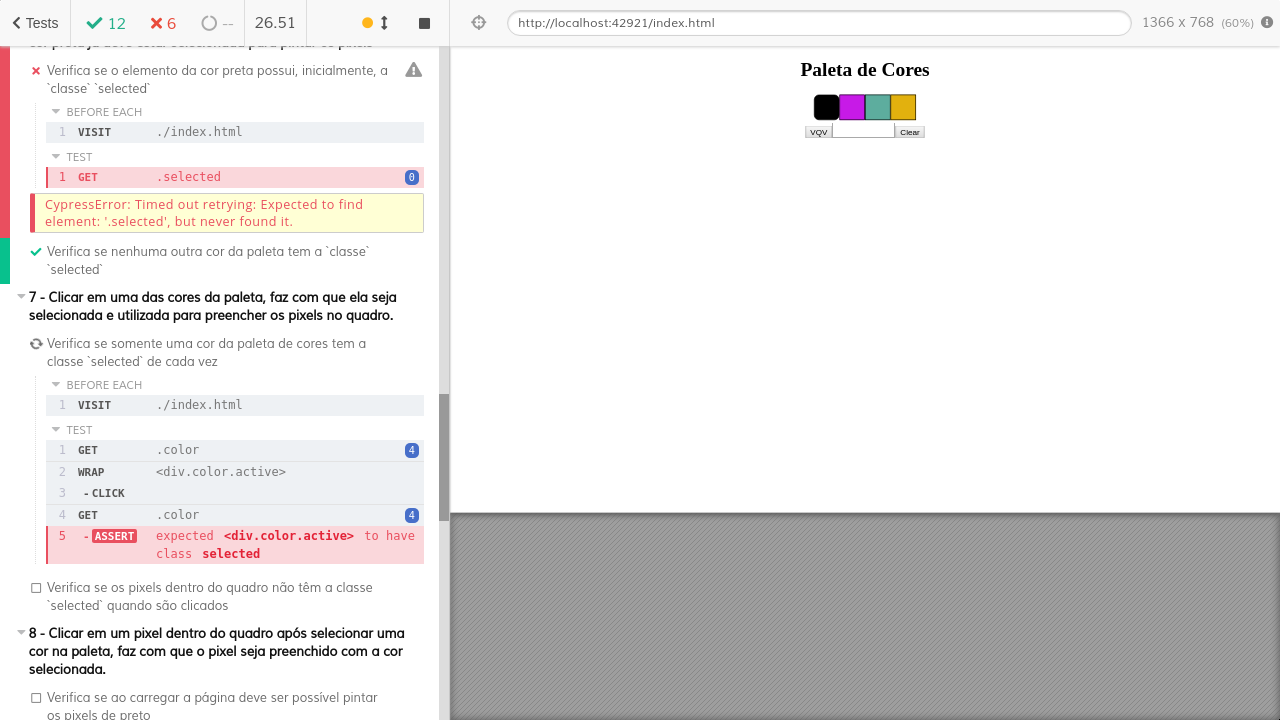 Tests
12
6
--
26.51
http://localhost:42921/index.html
1366 x 768 (60%)
Verifica se o elemento da cor preta possui, inicialmente, a
`classe` `selected`
BEFORE EACH
1 VISIT ./index.html
TEST
1 GET .selected 0
CypressError: Timed out retrying: Expected to find
element: '.selected', but never found it.
Verifica se nenhuma outra cor da paleta tem a `classe`
`selected`
7 - Clicar em uma das cores da paleta, faz com que ela seja
selecionada e utilizada para preencher os pixels no quadro.
Verifica se somente uma cor da paleta de cores tem a
classe `selected` de cada vez
BEFORE EACH
1 VISIT ./index.html
TEST
1 GET .color 4
2 WRAP <div.color.active>
3 -CLICK
4 GET .color 4
5 -ASSERT expected <div.color.active> to have
class selected
Verifica se os pixels dentro do quadro não têm a classe
`selected` quando são clicados
8 - Clicar em um pixel dentro do quadro após selecionar uma
cor na paleta, faz com que o pixel seja preenchido com a cor
selecionada.
Verifica se ao carregar a página deve ser possível pintar
os pixels de preto
Paleta de Cores
VQV
Clear